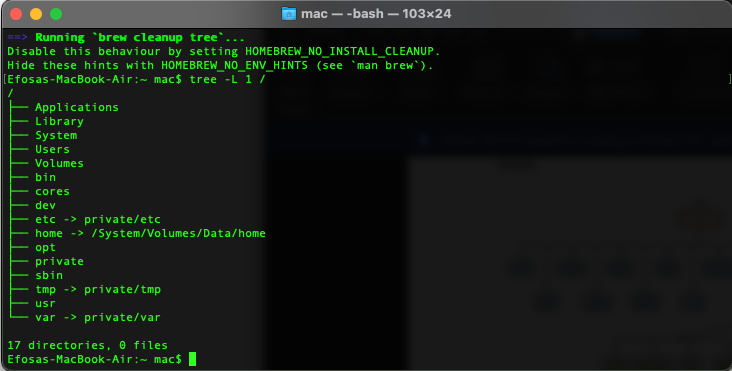 mac — -bash — 103×24
==> Running `brew cleanup tree`...
Disable this behaviour by setting HOMEBREW_NO_INSTALL_CLEANUP.
Hide these hints with HOMEBREW_NO_ENV_HINTS (see `man brew`).
[Efosas-MacBook-Air:~ mac$ tree -L 1 / ]
/
├── Applications
├── Library
├── System
├── Users
├── Volumes
├── bin
├── cores
├── dev
├── etc -> private/etc
├── home -> /System/Volumes/Data/home
├── opt
├── private
├── sbin
├── tmp -> private/tmp
├── usr
└── var -> private/var
17 directories, 0 files
Efosas-MacBook-Air:~ mac$